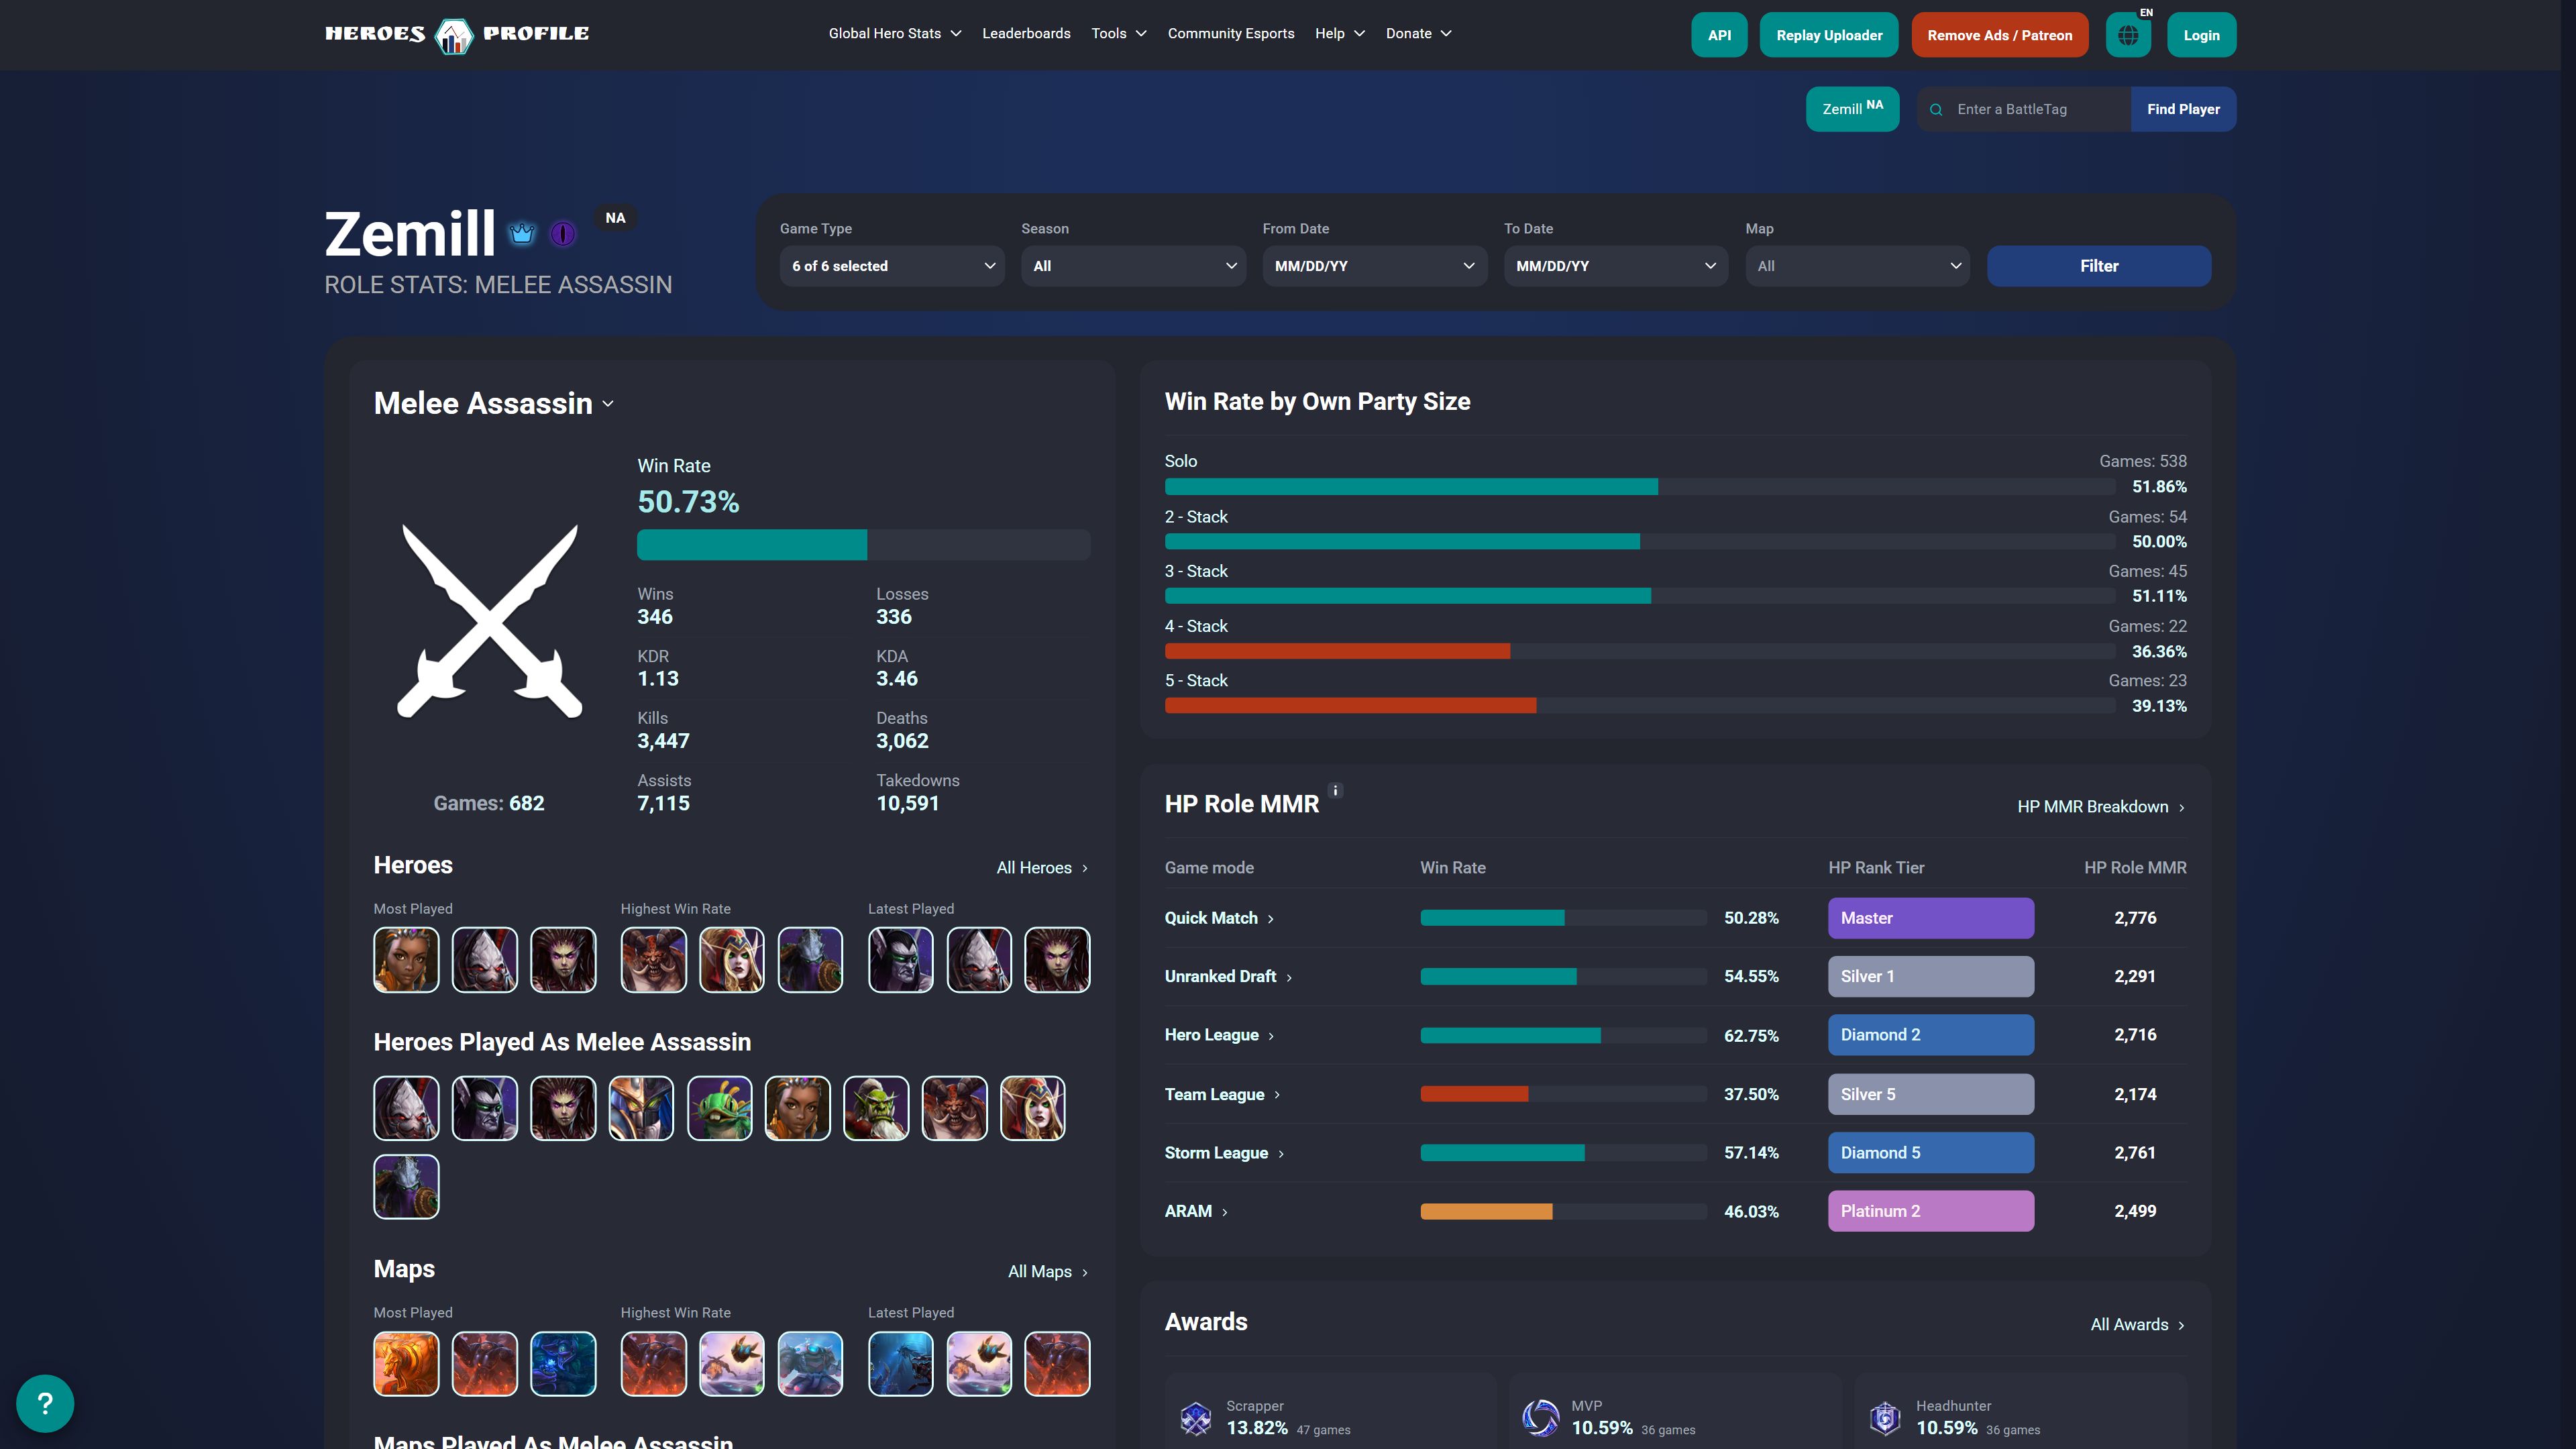 HEROES PROFILE
Global Hero Stats
Leaderboards
Tools
Community Esports
Help
Donate
API
Replay Uploader
Remove Ads / Patreon
EN
Login
Zemill NA
Enter a BattleTag
Find Player
Zemill
NA
ROLE STATS: MELEE ASSASSIN
Game Type
Season
From Date
To Date
Map
6 of 6 selected
All
MM/DD/YY
MM/DD/YY
All
Filter
Melee Assassin
Win Rate
50.73%
Wins
Losses
346
336
KDR
KDA
1.13
3.46
Kills
Deaths
3,447
3,062
Assists
Takedowns
7,115
10,591
Games: 682
Heroes
All Heroes
Most Played
Highest Win Rate
Latest Played
Heroes Played As Melee Assassin
Maps
All Maps
Most Played
Highest Win Rate
Latest Played
Maps Played As Melee Assassin
Win Rate by Own Party Size
Solo
Games: 538
51.86%
2 - Stack
Games: 54
50.00%
3 - Stack
Games: 45
51.11%
4 - Stack
Games: 22
36.36%
5 - Stack
Games: 23
39.13%
HP Role MMR
i
HP MMR Breakdown
Game mode Win Rate HP Rank Tier HP Role MMR
Quick Match 50.28% Master 2,776
Unranked Draft 54.55% Silver 1 2,291
Hero League 62.75% Diamond 2 2,716
Team League 37.50% Silver 5 2,174
Storm League 57.14% Diamond 5 2,761
ARAM 46.03% Platinum 2 2,499
Awards
All Awards
Scrapper
13.82% 47 games
MVP
10.59% 36 games
Headhunter
10.59% 36 games
?